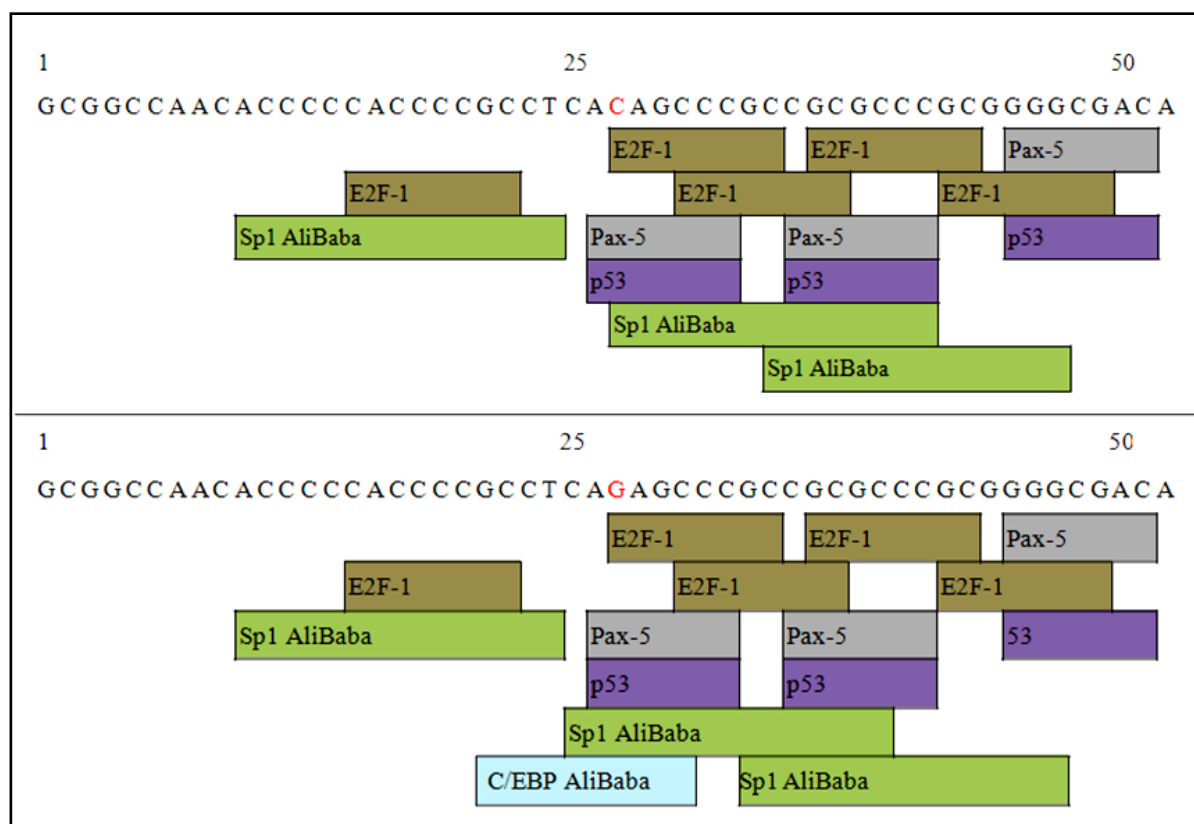 1 25 50
GCGGCCAACACCCCCACCCCGCCTCACAGCCCGCCGCGCCCGCGGGGCGACA
E2F-1 E2F-1 Pax-5
E2F-1 E2F-1 E2F-1
Sp1 AliBaba Pax-5 Pax-5 p53
p53 p53
Sp1 AliBaba
Sp1 AliBaba
1 25 50
GCGGCCAACACCCCCACCCCGCCTCAGAGCCCGCCGCGCCCGCGGGGCGACA
E2F-1 E2F-1 Pax-5
E2F-1 E2F-1 E2F-1
Sp1 AliBaba Pax-5 Pax-5 53
p53 p53
Sp1 AliBaba
C/EBP AliBaba Sp1 AliBaba